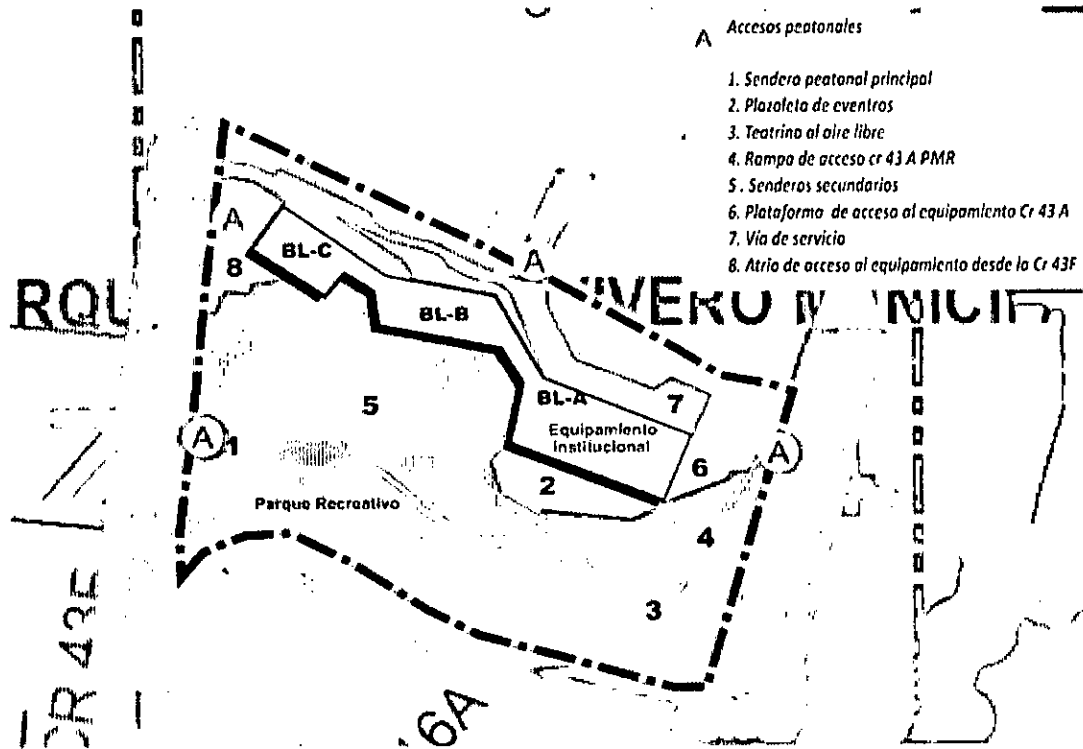 A Accesos peatonales
1. Sendero peatonal principal
2. Plazoleta de eventros
3. Teatrino al aire libre
4. Rampa de acceso cr 43 A PMR
5. Senderos secundarios
6. Plataforma de acceso al equipamiento Cr 43 A
7. Vía de servicio
8. Atrio de acceso al equipamiento desde la Cr 43F
A
BL-C
A
8
BL-B
5
BL-A
7
Equipamiento
institucional
A
1
A
6
2
Parque Recreativo
4
3
16A